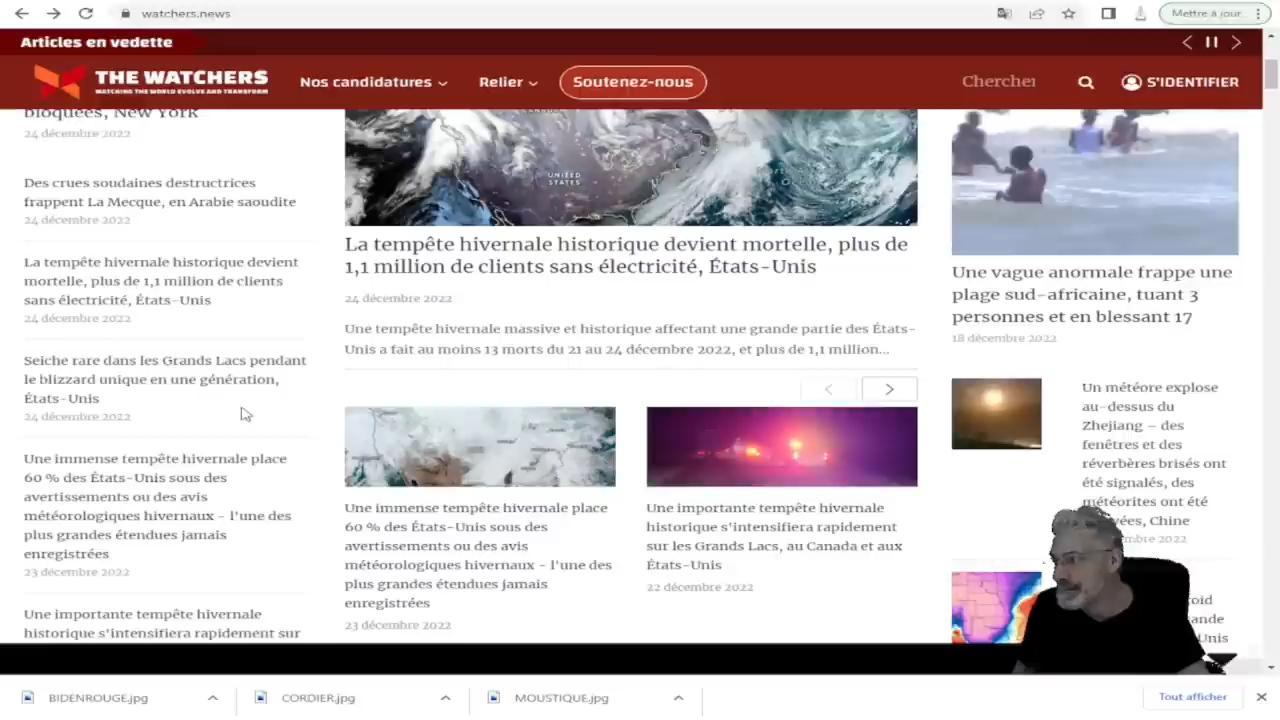 watchers.news
Mettre à jour
Articles en vedette
THE WATCHERS
WATCHING THE WORLD EVOLVE AND TRANSFORM
Nos candidatures
Relier
Soutenez-nous
Chercher
S'IDENTIFIER
bloquées, New York
24 décembre 2022
Des crues soudaines destructrices
frappent La Mecque, en Arabie saoudite
24 décembre 2022
La tempête hivernale historique devient
mortelle, plus de 1,1 million de clients
sans électricité, États-Unis
24 décembre 2022
Seiche rare dans les Grands Lacs pendant
le blizzard unique en une génération,
États-Unis
24 décembre 2022
Une immense tempête hivernale place
60 % des États-Unis sous des
avertissements ou des avis
météorologiques hivernaux - l'une des
plus grandes étendues jamais
enregistrées
23 décembre 2022
Une importante tempête hivernale
historique s'intensifiera rapidement sur
UNITED
STATES
La tempête hivernale historique devient mortelle, plus de
1,1 million de clients sans électricité, États-Unis
24 décembre 2022
Une tempête hivernale massive et historique affectant une grande partie des États-
Unis a fait au moins 13 morts du 21 au 24 décembre 2022, et plus de 1,1 million...
Une immense tempête hivernale place
60 % des États-Unis sous des
avertissements ou des avis
météorologiques hivernaux - l'une des
plus grandes étendues jamais
enregistrées
23 décembre 2022
Une importante tempête hivernale
historique s'intensifiera rapidement
sur les Grands Lacs, au Canada et aux
États-Unis
22 décembre 2022
Une vague anormale frappe une
plage sud-africaine, tuant 3
personnes et en blessant 17
18 décembre 2022
Un météore explose
au-dessus du
Zhejiang – des
fenêtres et des
réverbères brisés ont
été signalés, des
météorites ont été
Chine
2022
BIDENROUGE.jpg
CORDIER.jpg
MOUSTIQUE.jpg
Tout afficher